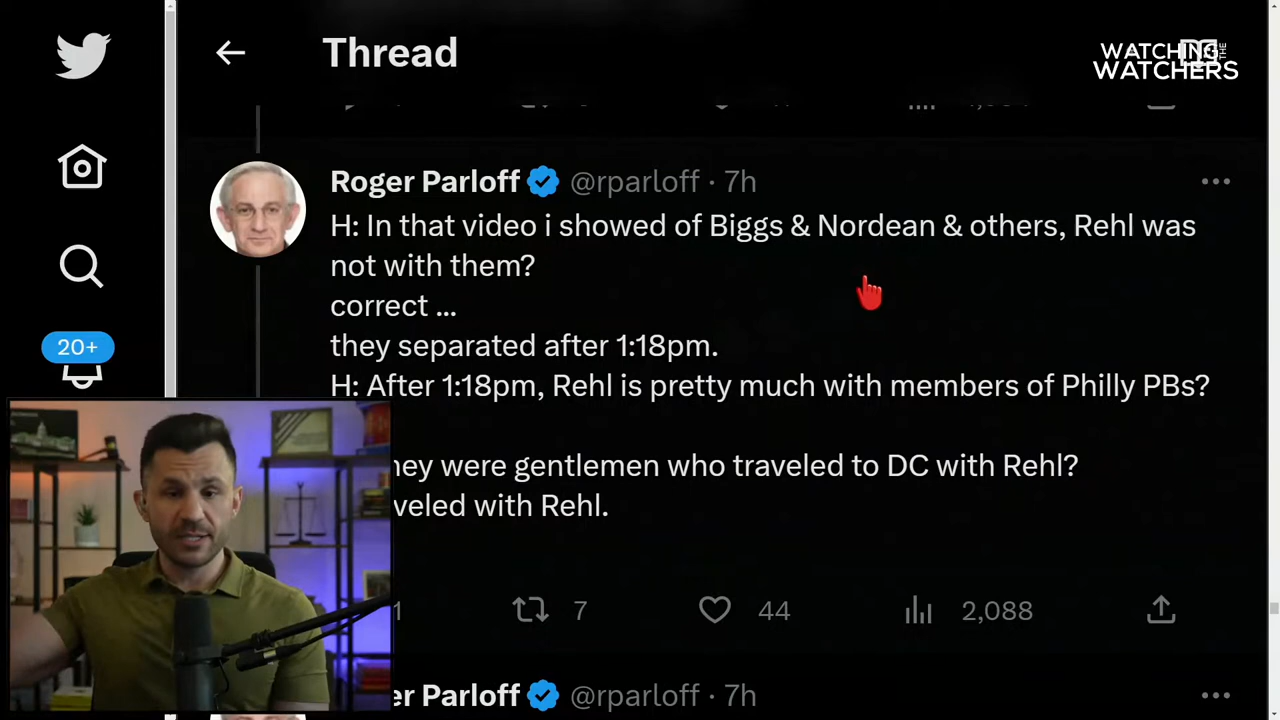 Thread
WATCHING THE
WATCHERS
Roger Parloff @rparloff · 7h
H: In that video i showed of Biggs & Nordean & others, Rehl was
not with them?
correct ...
they separated after 1:18pm.
20+
H: After 1:18pm, Rehl is pretty much with members of Philly PBs?
were gentlemen who traveled to DC with Rehl?
with Rehl.
7 44 2,088
Parloff @rparloff · 7h